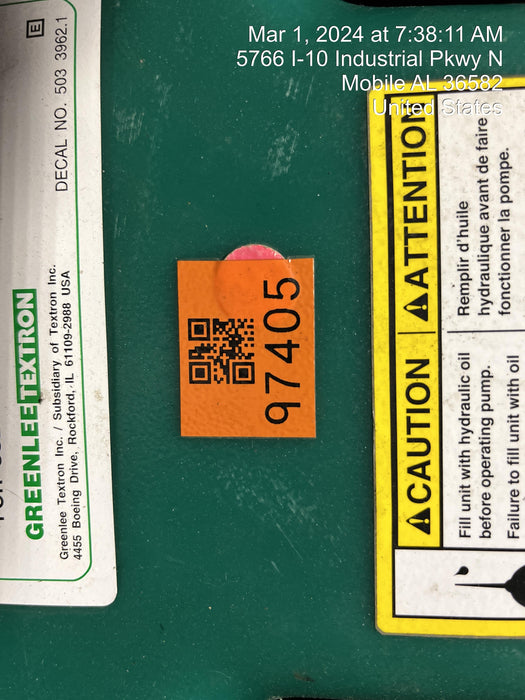 Mar 1, 2024 at 7:38:11 AM
5766 I-10 Industrial Pkwy N
Mobile AL 36582
United States
E
DECAL NO. 503 3962.1
GREENLEE TEXTRON
Greenlee Textron Inc. / Subsidiary of Textron Inc.
4455 Boeing Drive, Rockford, IL 61109-2988 USA
97405
CAUTION
ATTENTION
Fill unit with hydraulic oil
before operating pump.
Failure to fill unit with oil
Remplir d'huile
hydraulique avant de faire
fonctionner la pompe.